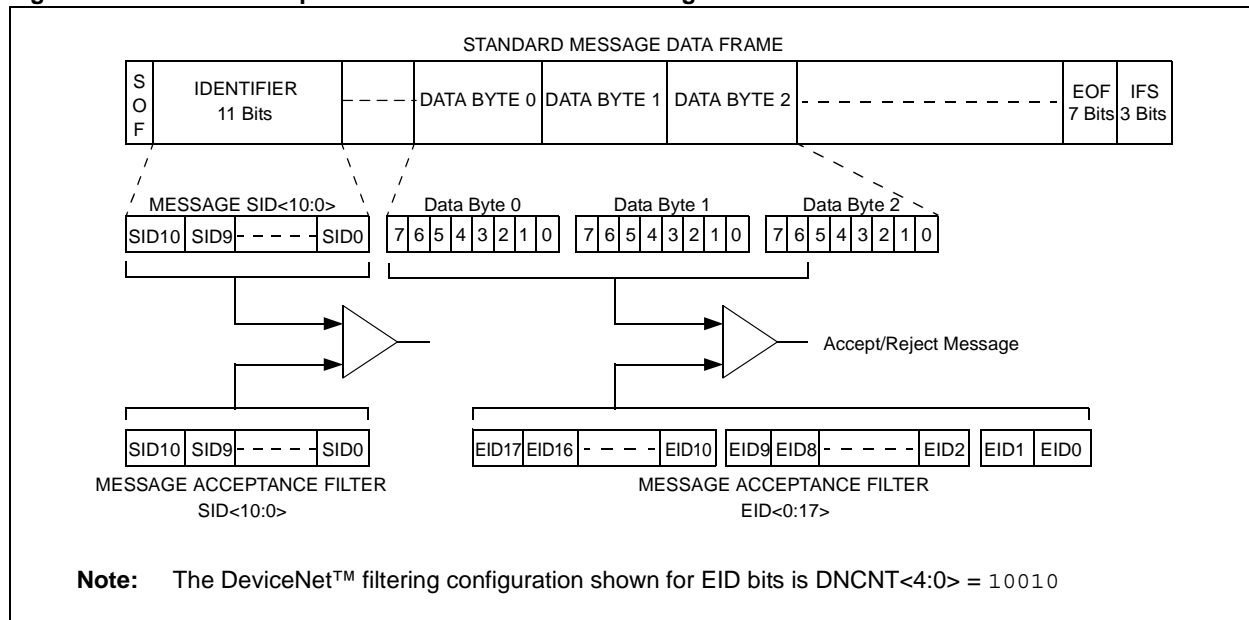 STANDARD MESSAGE DATA FRAME
S
O
F
IDENTIFIER
11 Bits
DATA BYTE 0
DATA BYTE 1
DATA BYTE 2
EOF
7 Bits
IFS
3 Bits
MESSAGE SID<10:0>
Data Byte 0
Data Byte 1
Data Byte 2
SID10 SID9 SID0
7 6 5 4 3 2 1 0
7 6 5 4 3 2 1 0
7 6 5 4 3 2 1 0
Accept/Reject Message
SID10 SID9 SID0
EID17 EID16 EID10
EID9 EID8 EID2
EID1 EID0
MESSAGE ACCEPTANCE FILTER
SID<10:0>
MESSAGE ACCEPTANCE FILTER
EID<0:17>
Note: The DeviceNet™ filtering configuration shown for EID bits is DNCNT<4:0> = 10010